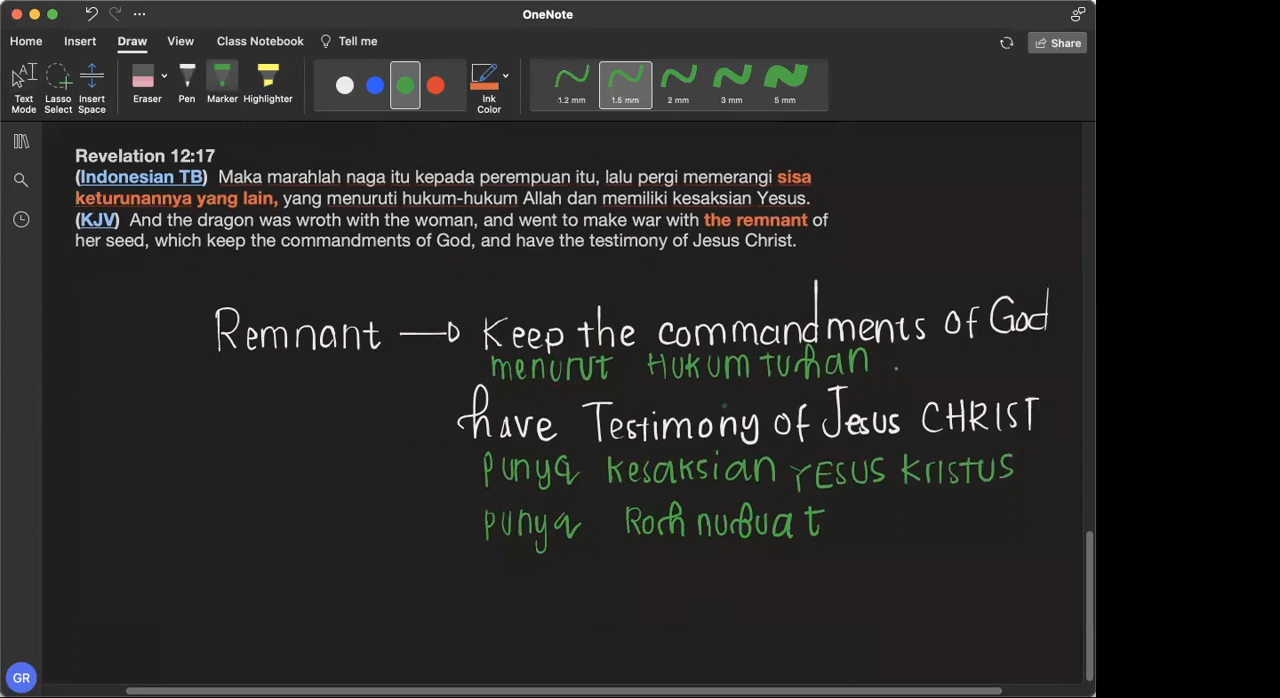 OneNote
Home Insert Draw View Class Notebook Tell me Share
Text Mode Lasso Select Insert Space Eraser Pen Marker Highlighter Ink Color 1.2 mm 1.5 mm 2 mm 3 mm 5 mm
Revelation 12:17
(Indonesian TB) Maka marahlah naga itu kepada perempuan itu, lalu pergi memerangi sisa
keturunannya yang lain, yang menuruti hukum-hukum Allah dan memiliki kesaksian Yesus.
(KJV) And the dragon was wroth with the woman, and went to make war with the remnant of
her seed, which keep the commandments of God, and have the testimony of Jesus Christ.
Remnant → Keep the commandments of God
menurut Hukum Tuhan .
have Testimony of Jesus CHRIST
Punya Kesaksian YESUS KRISTUS
Punya Roh nubuat
GR